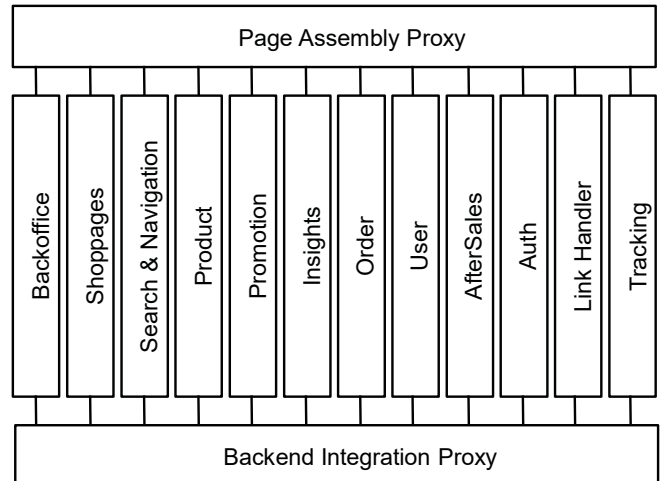 Page Assembly Proxy
Backoffice
Shoppages
Search & Navigation
Product
Promotion
Insights
Order
User
AfterSales
Auth
Link Handler
Tracking
Backend Integration Proxy